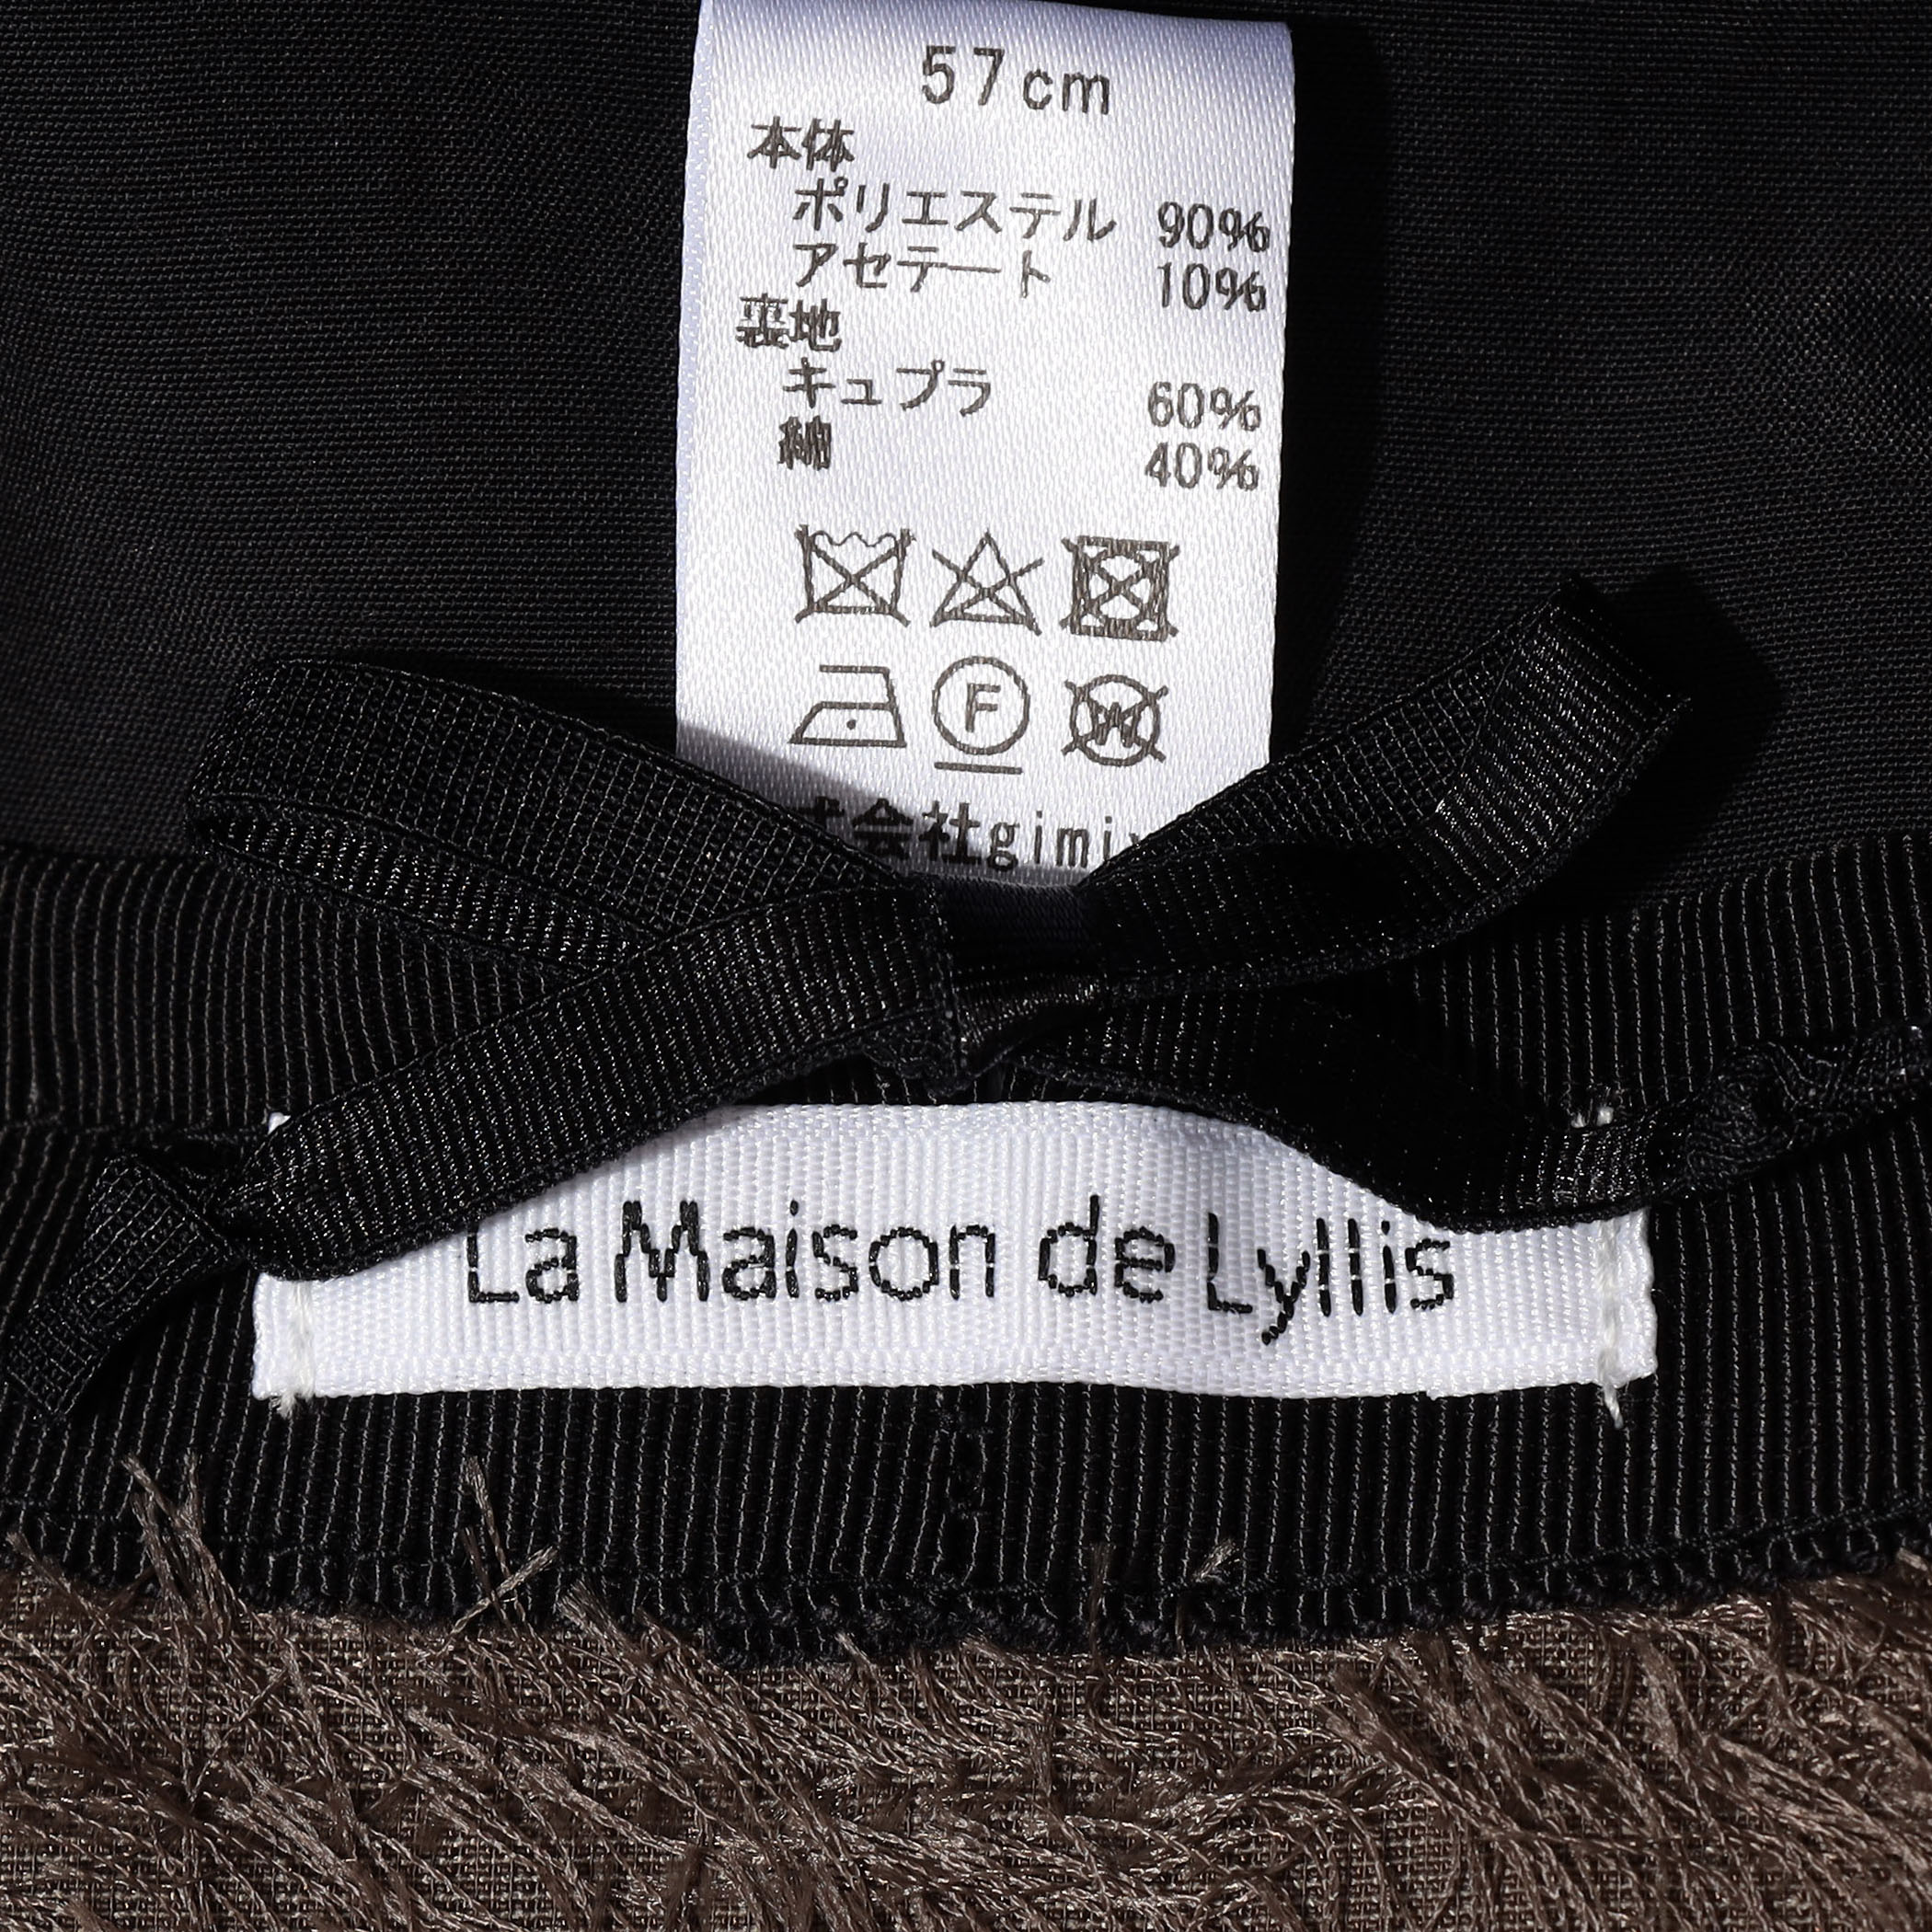 57cm
本体
ポリエステル 90%
アセテート 10%
裏地
キュプラ 60%
綿 40%
F
W
会社gimi
La Maison de Lyllis